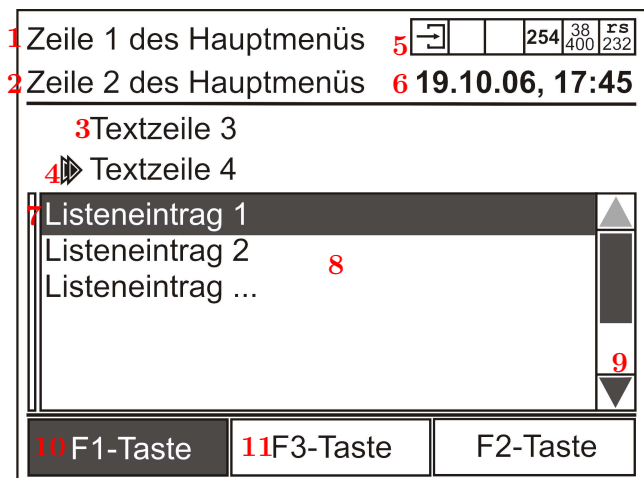 1 Zeile 1 des Hauptmenüs 5 254 38 400 rs 232
2 Zeile 2 des Hauptmenüs 6 19.10.06, 17:45
3 Textzeile 3
4 Textzeile 4
7 Listeneintrag 1
Listeneintrag 2
8
Listeneintrag ...
9
10 F1-Taste 11 F3-Taste F2-Taste